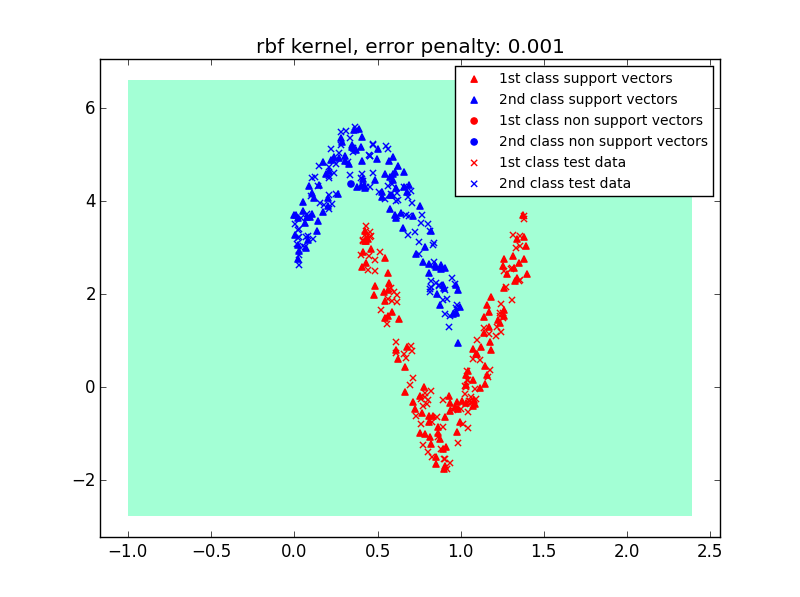 rbf kernel, error penalty: 0.001
1st class support vectors
2nd class support vectors
1st class non support vectors
2nd class non support vectors
1st class test data
2nd class test data
6
4
2
0
−2
−1.0 −0.5 0.0 0.5 1.0 1.5 2.0 2.5